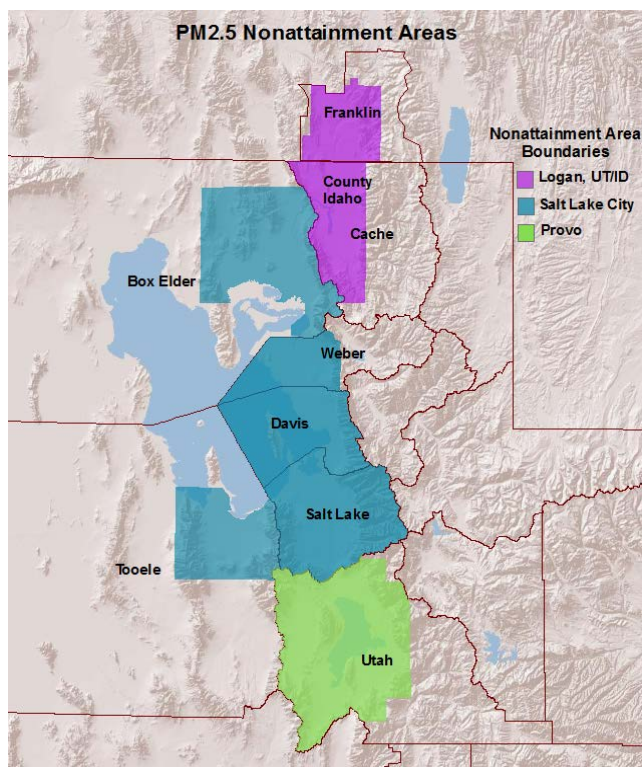 PM2.5 Nonattainment Areas
Franklin
Nonattainment Area
Boundaries
Logan, UT/ID
Salt Lake City
Provo
County
Idaho
Cache
Box Elder
Weber
Davis
Salt Lake
Tooele
Utah